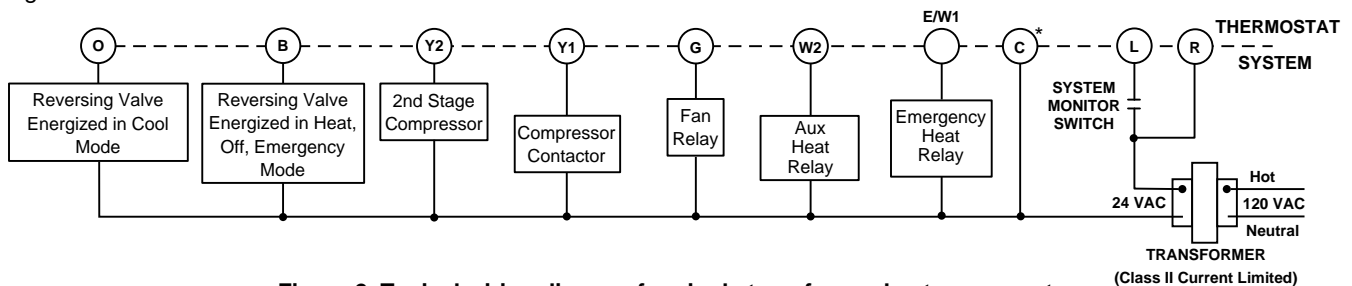 E/W1
O B Y2 Y1 G W2 C * L R THERMOSTAT
SYSTEM
Reversing Valve
Energized in Cool
Mode
Reversing Valve
Energized in Heat,
Off, Emergency
Mode
2nd Stage
Compressor
Compressor
Contactor
Fan
Relay
Aux
Heat
Relay
Emergency
Heat
Relay
SYSTEM
MONITOR
SWITCH
24 VAC
Hot
120 VAC
Neutral
TRANSFORMER
(Class II Current Limited)